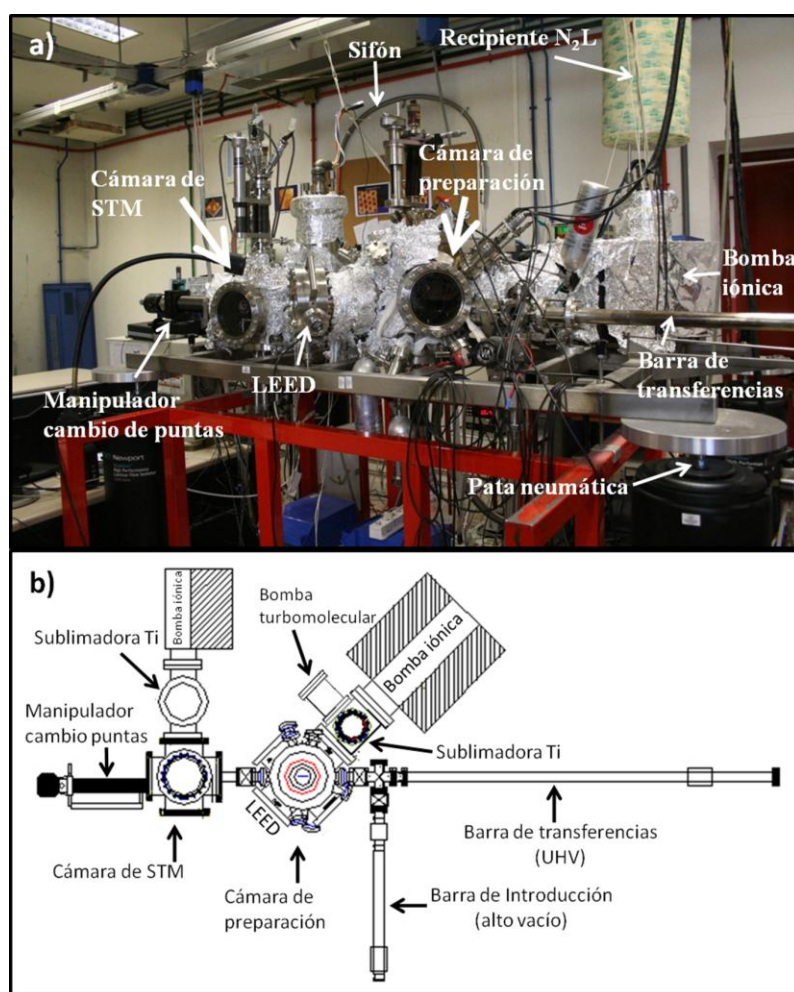 a)
Sifón
Recipiente N₂L
Cámara de
STM
Cámara de
preparación
Bomba
iónica
LEED
Barra de
transferencias
Manipulador
cambio de puntas
Newport
Pata neumática
b)
Bomba iónica
Bomba
turbomolecular
Bomba iónica
Sublimadora Ti
Manipulador
cambio puntas
Sublimadora Ti
LEED
Barra de transferencias
(UHV)
Cámara de STM
Cámara de
preparación
Barra de Introducción
(alto vacío)